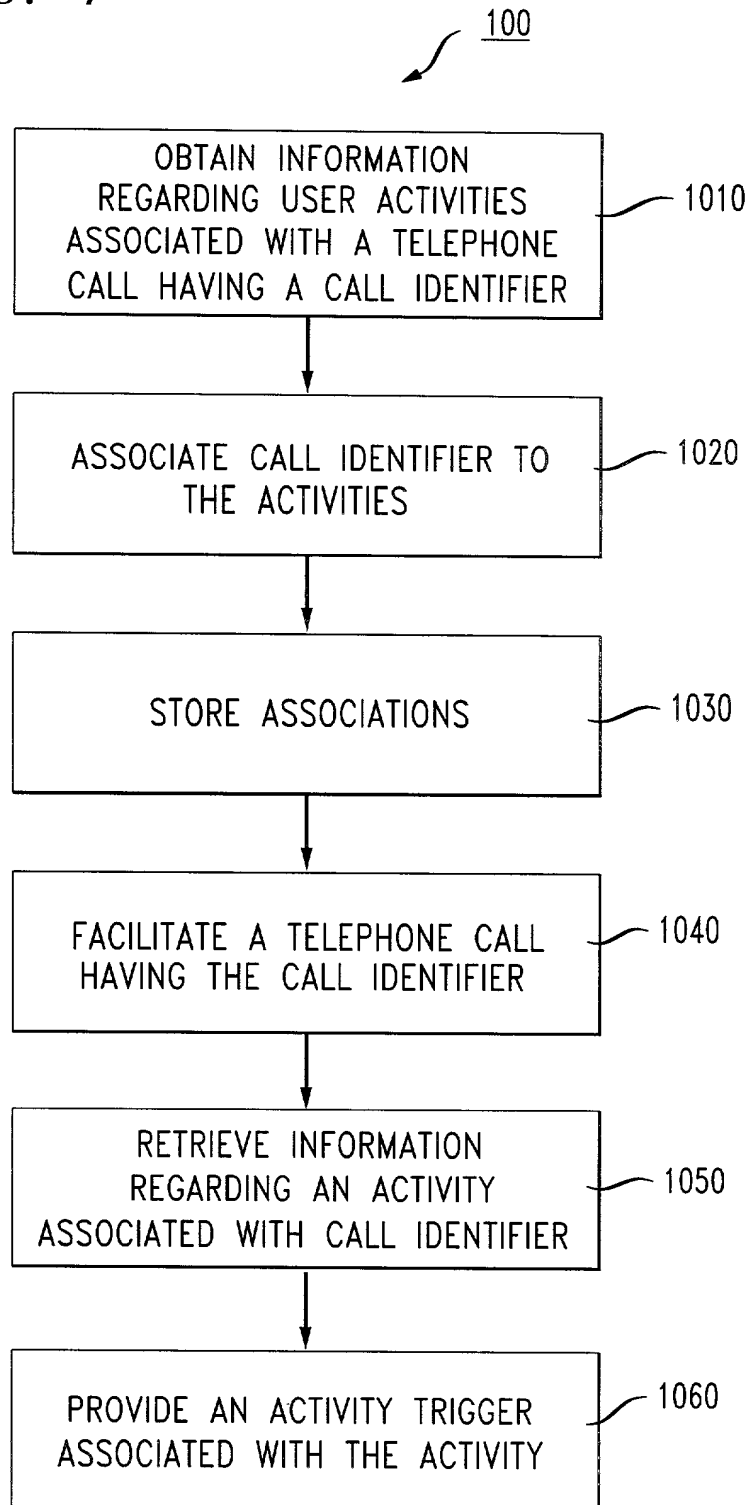 100
OBTAIN INFORMATION
REGARDING USER ACTIVITIES
ASSOCIATED WITH A TELEPHONE
CALL HAVING A CALL IDENTIFIER
1010
ASSOCIATE CALL IDENTIFIER TO
THE ACTIVITIES
1020
STORE ASSOCIATIONS
1030
FACILITATE A TELEPHONE CALL
HAVING THE CALL IDENTIFIER
1040
RETRIEVE INFORMATION
REGARDING AN ACTIVITY
ASSOCIATED WITH CALL IDENTIFIER
1050
PROVIDE AN ACTIVITY TRIGGER
ASSOCIATED WITH THE ACTIVITY
1060